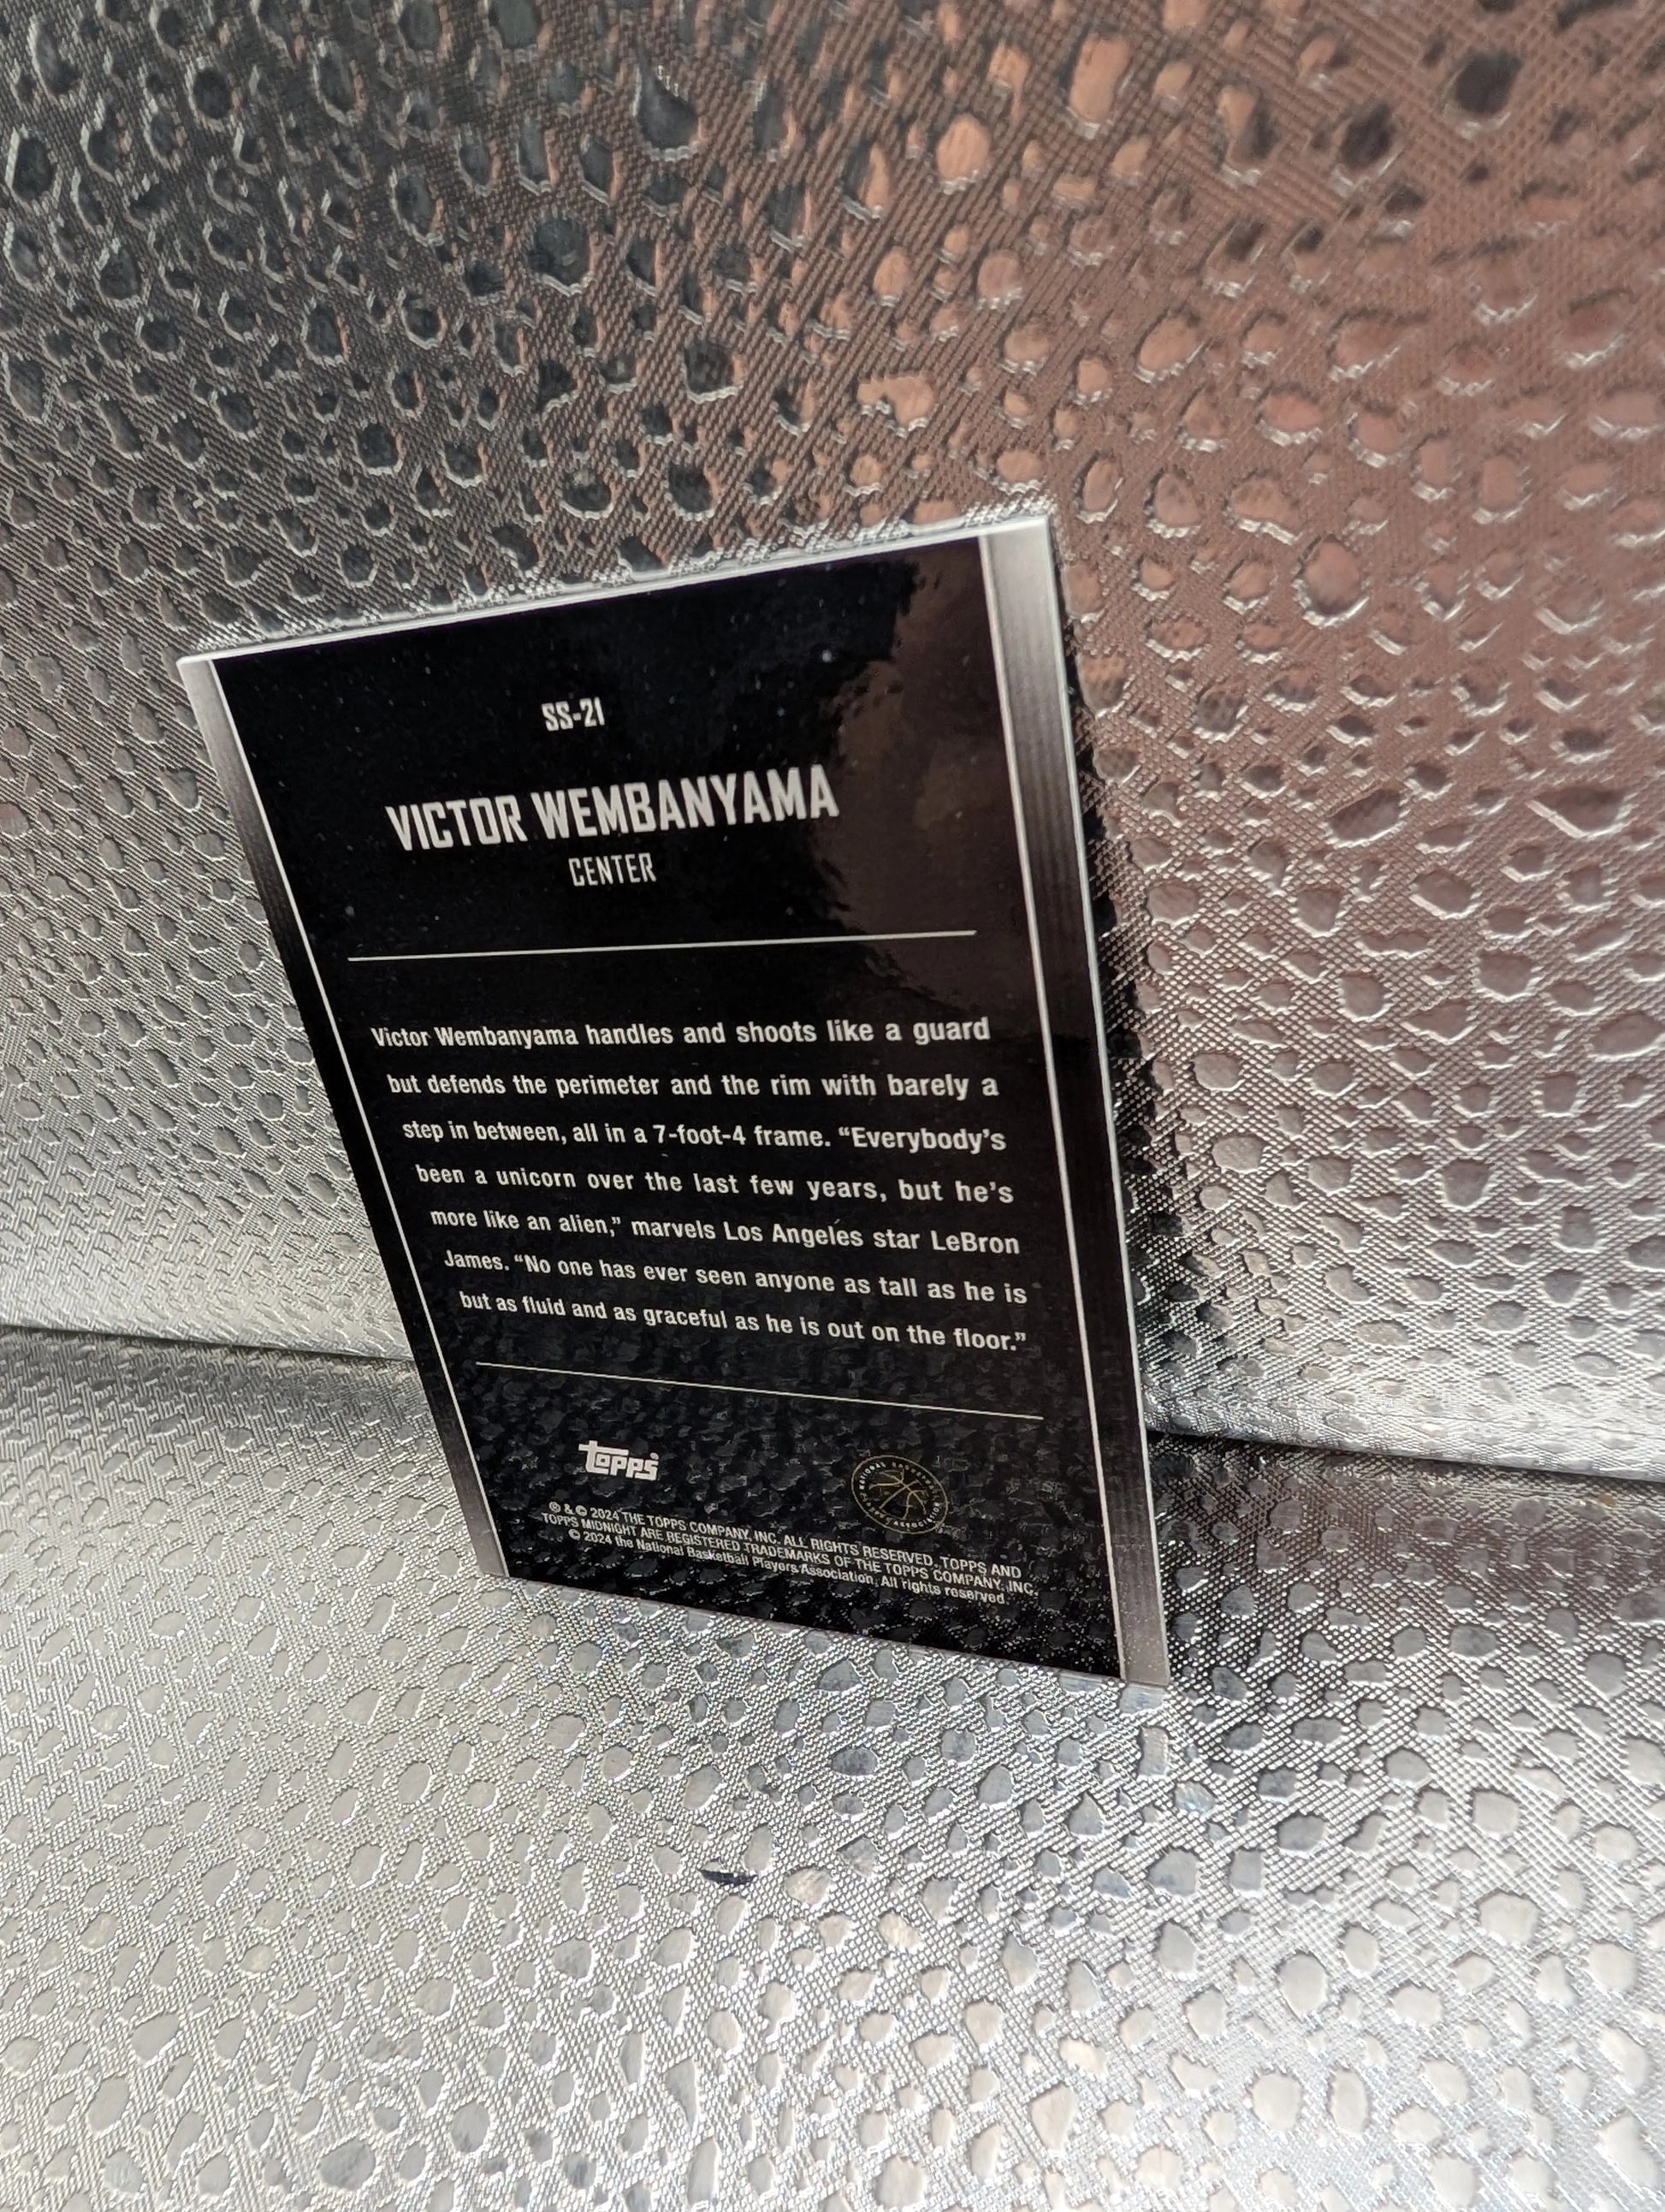 SS-21
VICTOR WEMBANYAMA
CENTER
Victor Wembanyama handles and shoots like a guard
but defends the perimeter and the rim with barely a
step in between, all in a 7-foot-4 frame. “Everybody’s
been a unicorn over the last few years, but he’s
more like an alien,” marvels Los Angeles star LeBron
James. “No one has ever seen anyone as tall as he is
but as fluid and as graceful as he is out on the floor.”
topps
® & © 2024 THE TOPPS COMPANY, INC. ALL RIGHTS RESERVED. TOPPS AND
TOPPS MIDNIGHT ARE REGISTERED TRADEMARKS OF THE TOPPS COMPANY, INC.
© 2024 the National Basketball Players Association. All rights reserved.